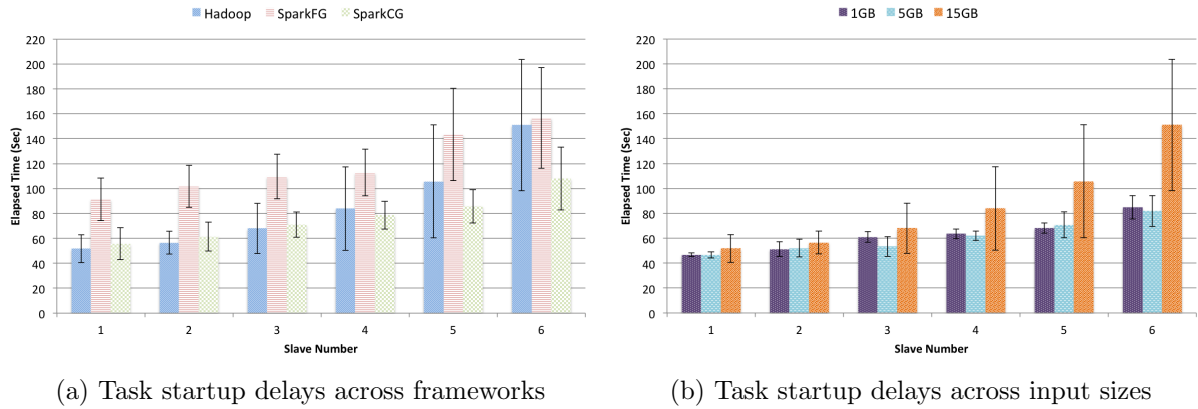 Hadoop SparkFG SparkCG
220
200
180
160
140
120
100
80
60
40
20
0
Elapsed Time (Sec)
1 2 3 4 5 6
Slave Number
(a) Task startup delays across frameworks
1GB 5GB 15GB
220
200
180
160
140
120
100
80
60
40
20
0
Elapsed Time (Sec)
1 2 3 4 5 6
Slave Number
(b) Task startup delays across input sizes